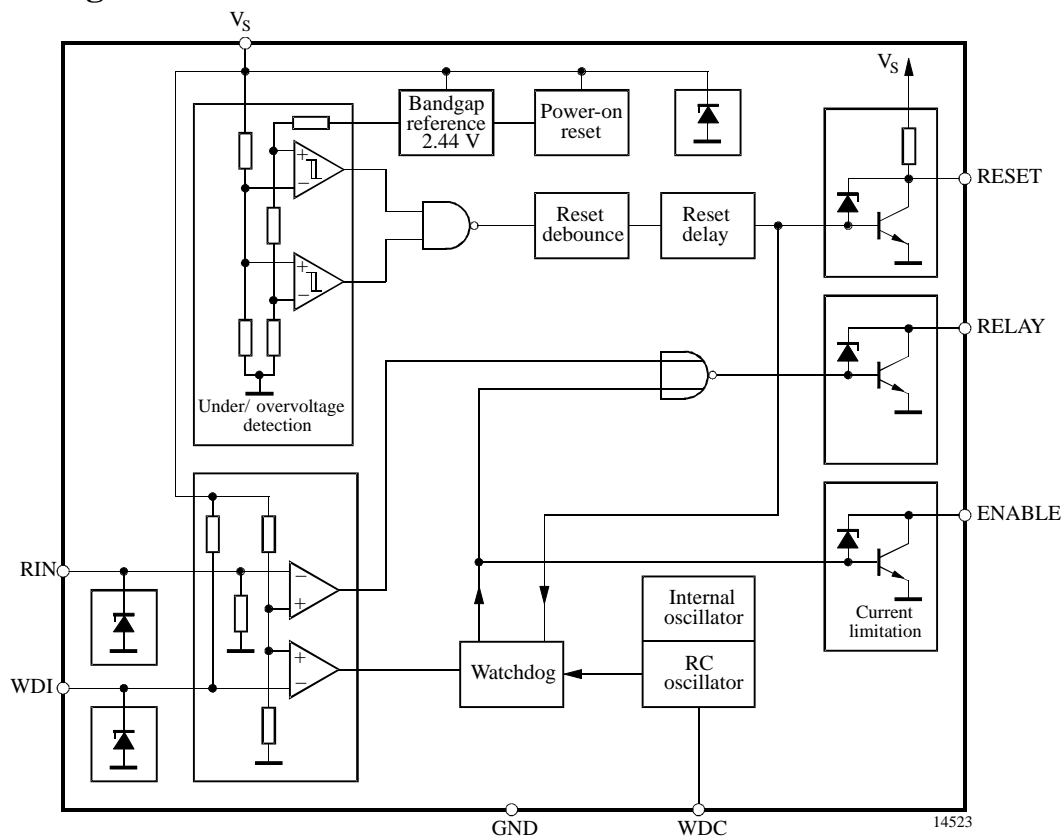 g
VS
VS
Bandgap
reference
2.44 V
Power-on
reset
RESET
+
−
Reset
debounce
Reset
delay
+
−
RELAY
Under/ overvoltage
detection
ENABLE
RIN
−
+
Internal
oscillator
Current
limitation
+
−
Watchdog
RC
oscillator
WDI
GND
WDC
14523